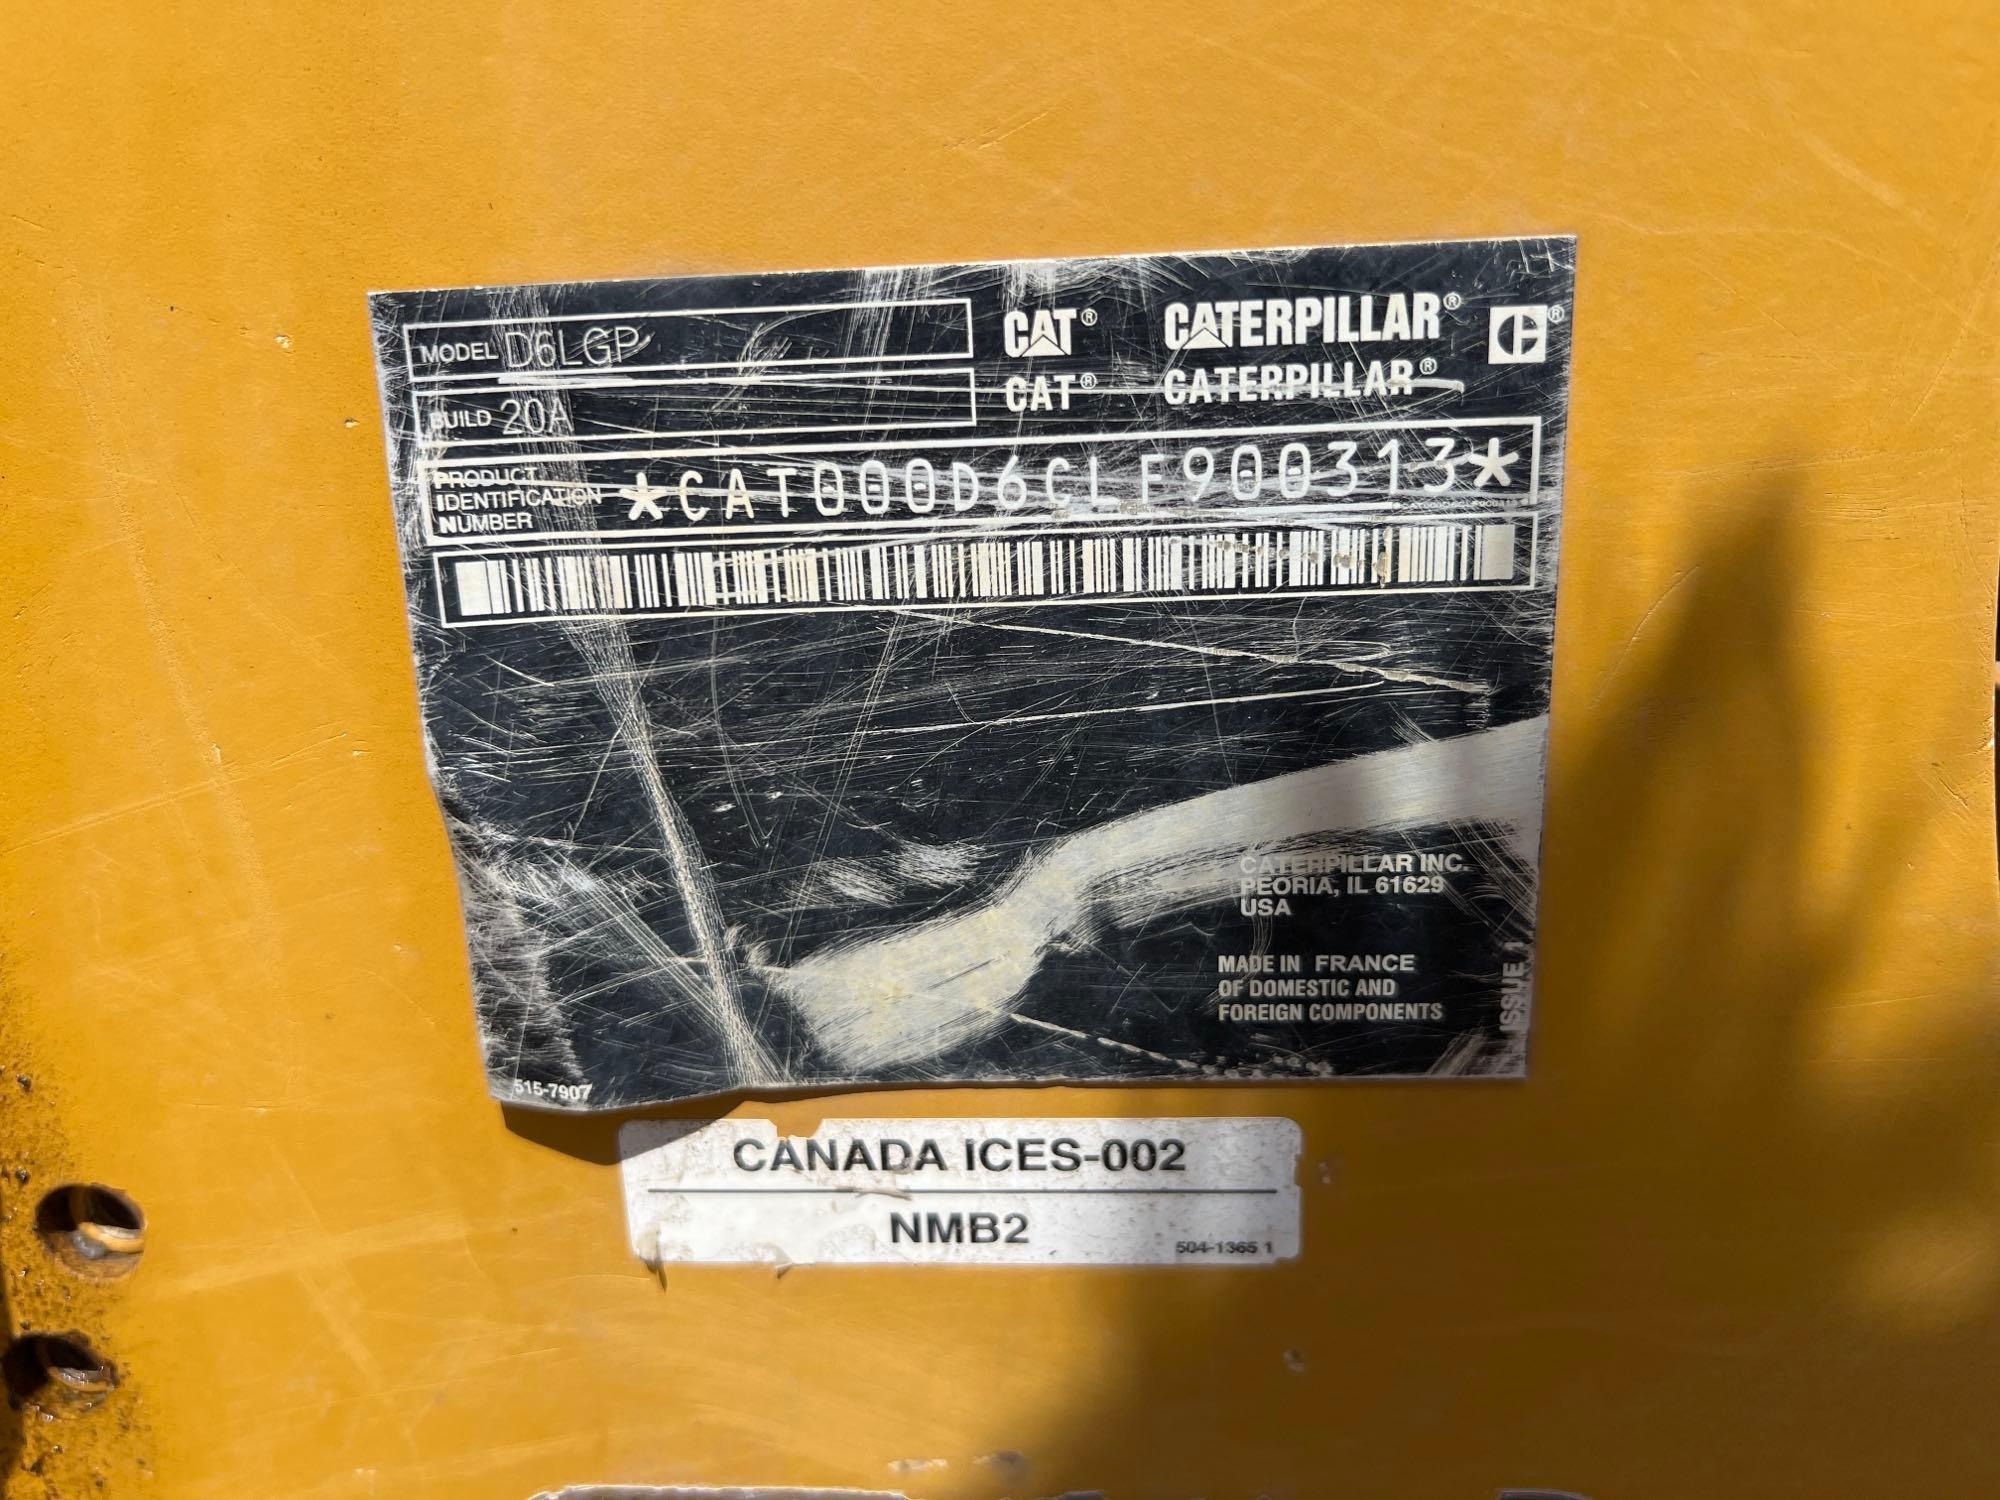 MODEL D6LGP
CAT® CATERPILLAR®
BUILD 20A
CAT® CATERPILLAR®
PRODUCT
IDENTIFICATION
NUMBER
*CAT000D6CLF900313*
CATERPILLAR INC.
PEORIA, IL 61629
USA
MADE IN FRANCE
OF DOMESTIC AND
FOREIGN COMPONENTS
ISSUE 1
515-7907
CANADA ICES-002
NMB2
504-1365 1